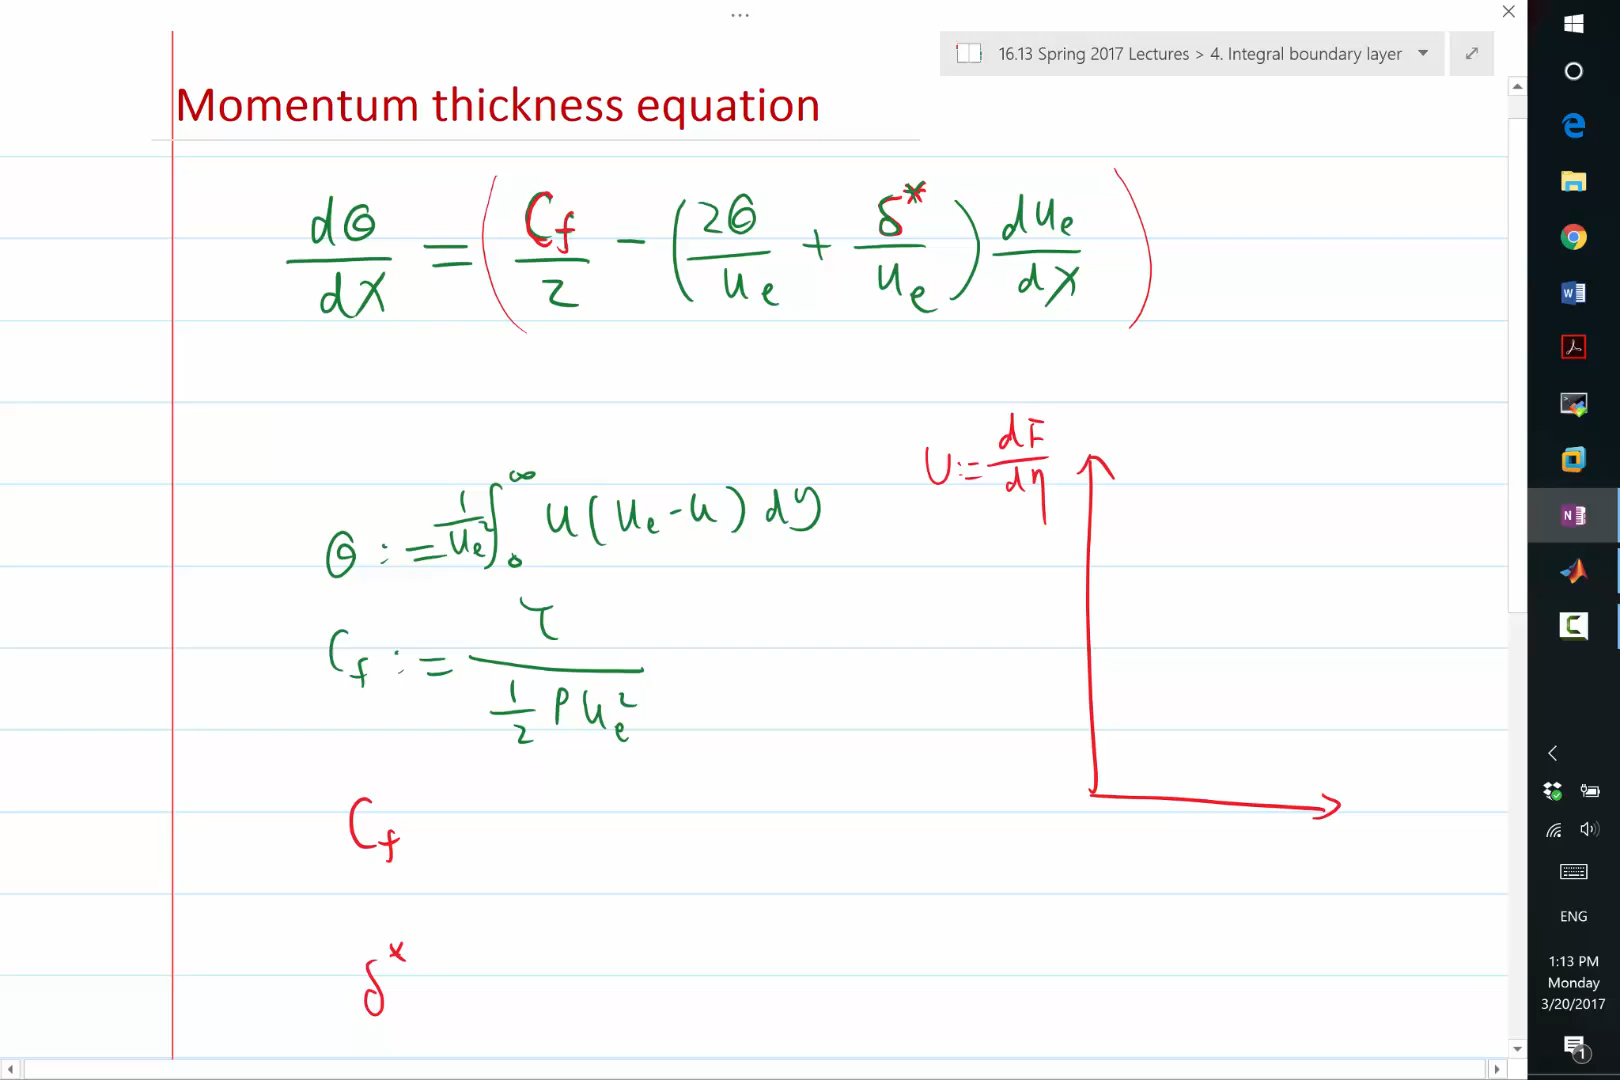 ...
16.13 Spring 2017 Lectures > 4. Integral boundary layer
Momentum thickness equation
dθ/dx = (Cf/2 - (2θ/ue + δ*/ue) due/dx)
U := dF/dη
θ := 1/ue² ∫₀^∞ u(ue - u) dy
Cf := τ / (1/2 ρ ue²)
Cf
δ*
ENG
1:13 PM
Monday
3/20/2017
1